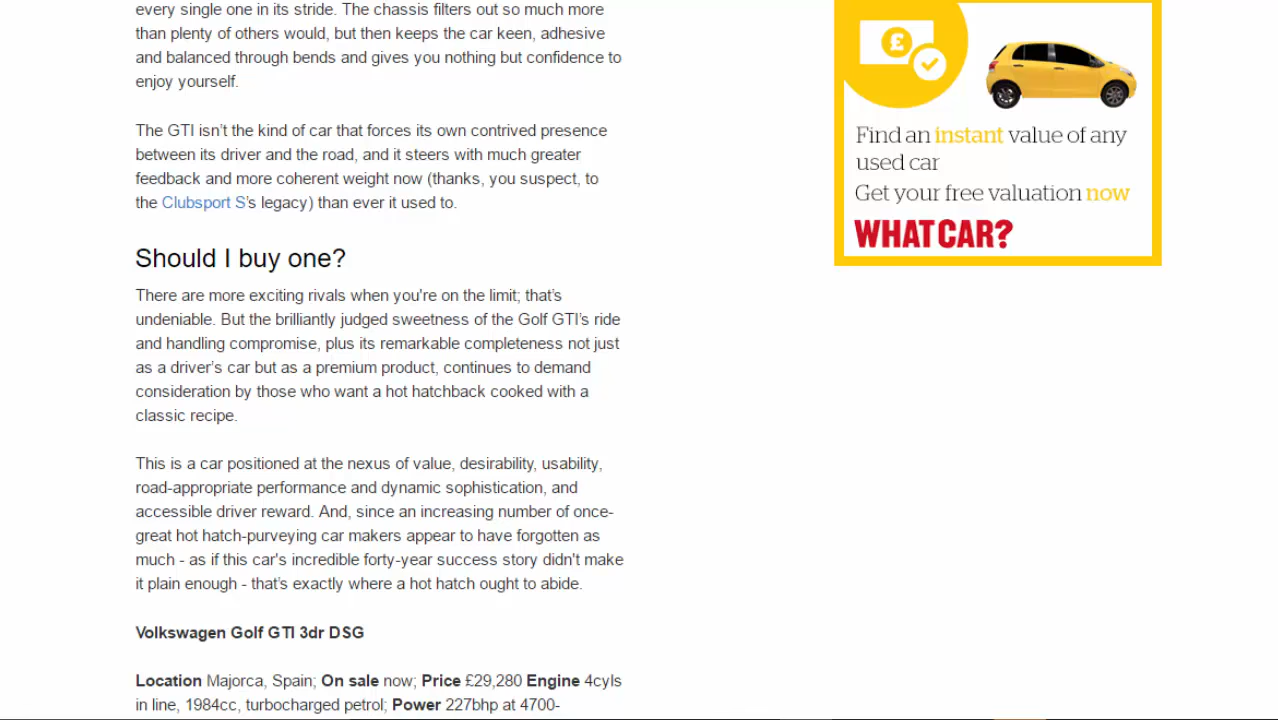 every single one in its stride. The chassis filters out so much more
than plenty of others would, but then keeps the car keen, adhesive
and balanced through bends and gives you nothing but confidence to
enjoy yourself.
The GTI isn’t the kind of car that forces its own contrived presence
between its driver and the road, and it steers with much greater
feedback and more coherent weight now (thanks, you suspect, to
the Clubsport S’s legacy) than ever it used to.
Should I buy one?
There are more exciting rivals when you're on the limit; that’s
undeniable. But the brilliantly judged sweetness of the Golf GTI’s ride
and handling compromise, plus its remarkable completeness not just
as a driver’s car but as a premium product, continues to demand
consideration by those who want a hot hatchback cooked with a
classic recipe.
This is a car positioned at the nexus of value, desirability, usability,
road-appropriate performance and dynamic sophistication, and
accessible driver reward. And, since an increasing number of once-
great hot hatch-purveying car makers appear to have forgotten as
much - as if this car's incredible forty-year success story didn't make
it plain enough - that’s exactly where a hot hatch ought to abide.
Volkswagen Golf GTI 3dr DSG
Location Majorca, Spain; On sale now; Price £29,280 Engine 4cyls
in line, 1984cc, turbocharged petrol; Power 227bhp at 4700-
£
Find an instant value of any
used car
Get your free valuation now
WHAT CAR?